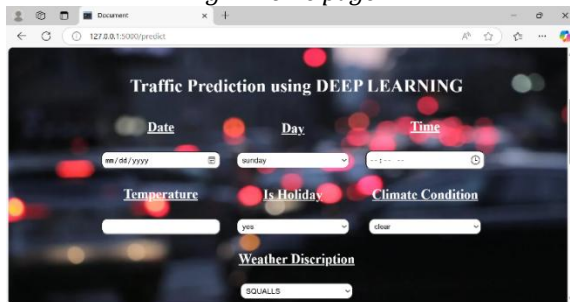 Document
127.0.0.1:5000/predict
Traffic Prediction using DEEP LEARNING
Date Day Time
mm/dd/yyyy sunday --:-- --
Temperature Is Holiday Climate Condition
yes clear
Weather Discription
SQUALLS